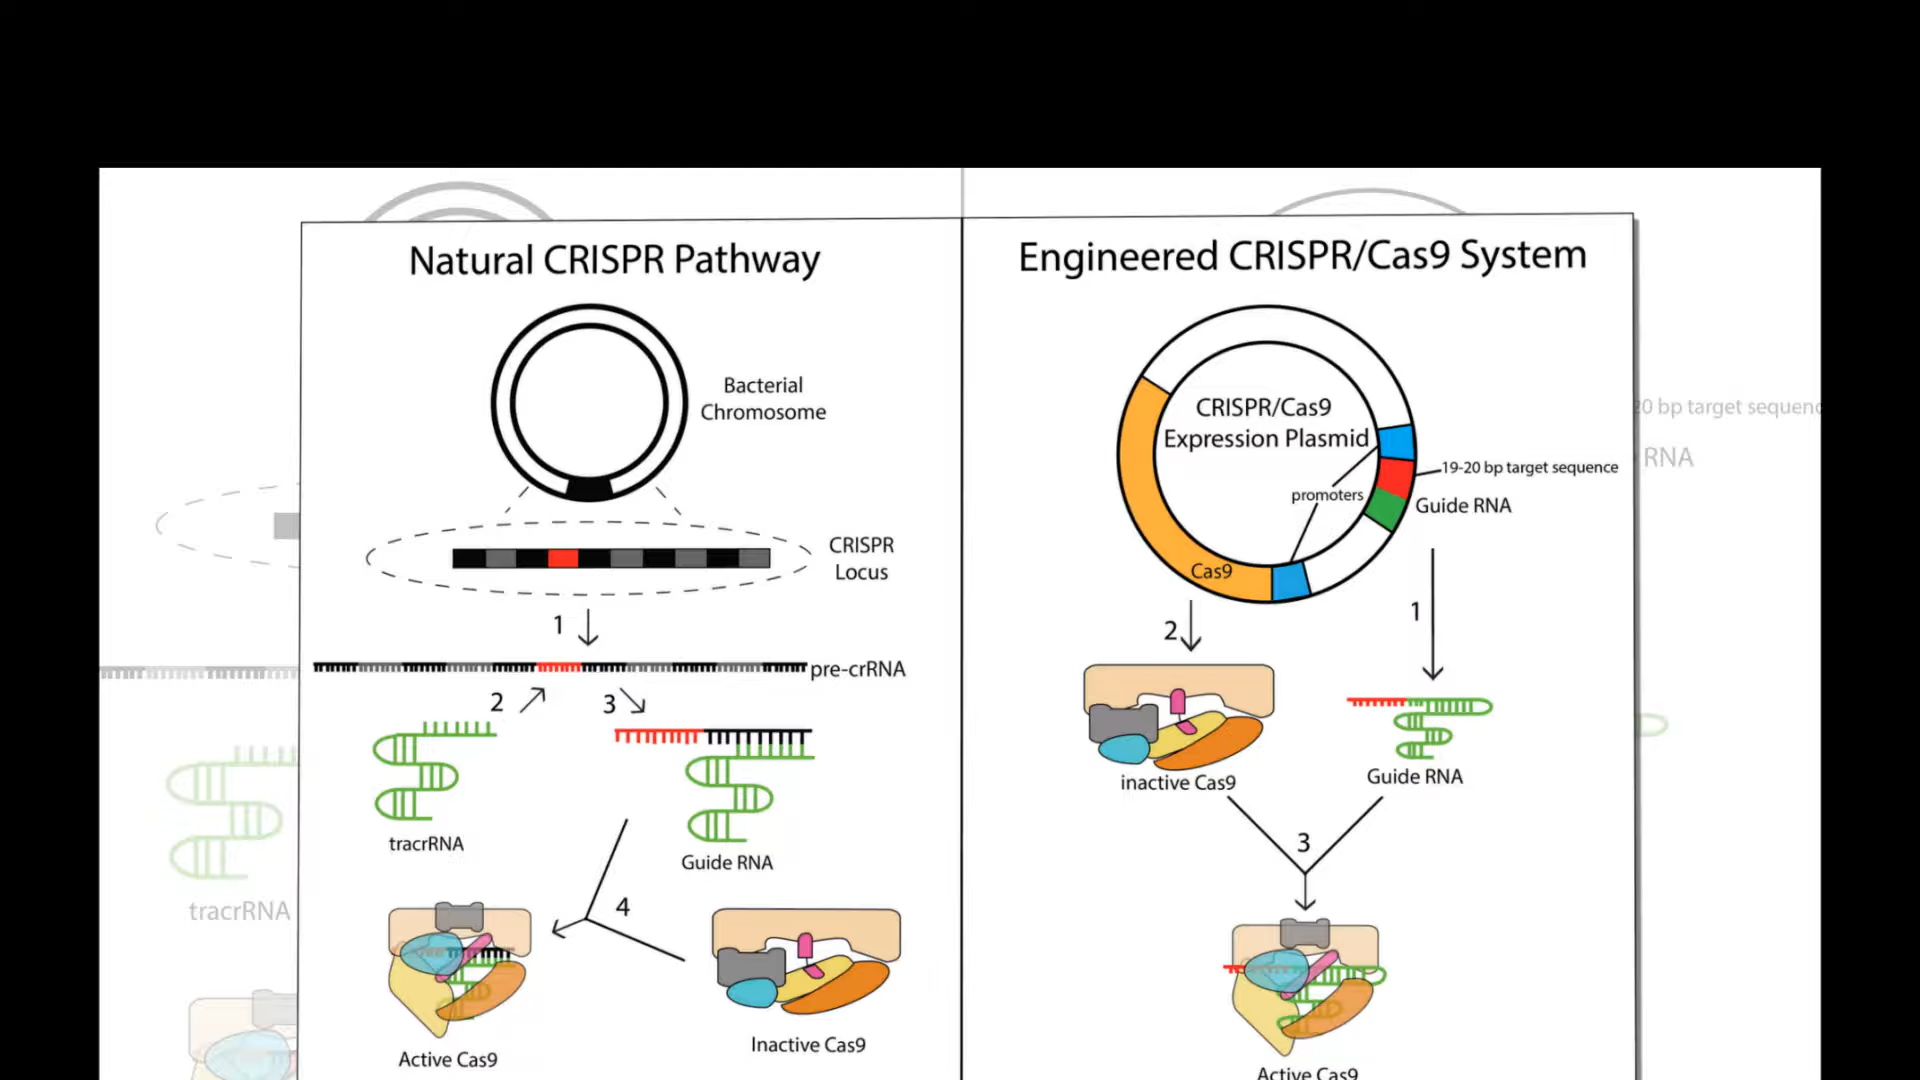 Natural CRISPR Pathway
Bacterial
Chromosome
CRISPR
Locus
1
pre-crRNA
2
3
tracrRNA
Guide RNA
4
Active Cas9
Inactive Cas9
Engineered CRISPR/Cas9 System
CRISPR/Cas9
Expression Plasmid
19-20 bp target sequence
promoters
Guide RNA
Cas9
1
2
inactive Cas9
Guide RNA
3
Active Cas9
20 bp target sequenc
RNA
tracrRNA